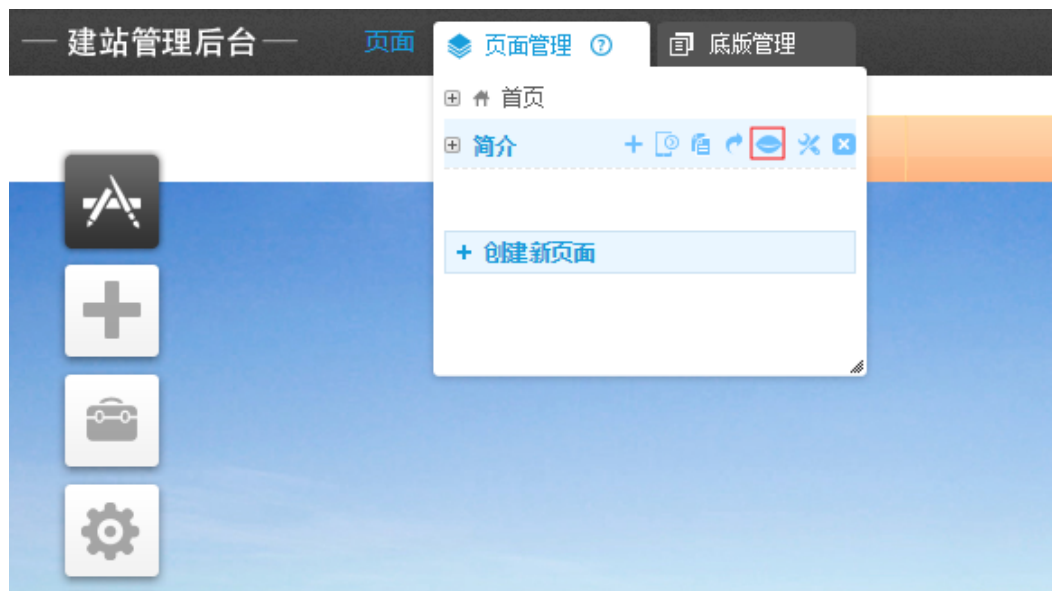 — 建站管理后台 —
页面
页面管理
底版管理
首页
简介
+ 创建新页面